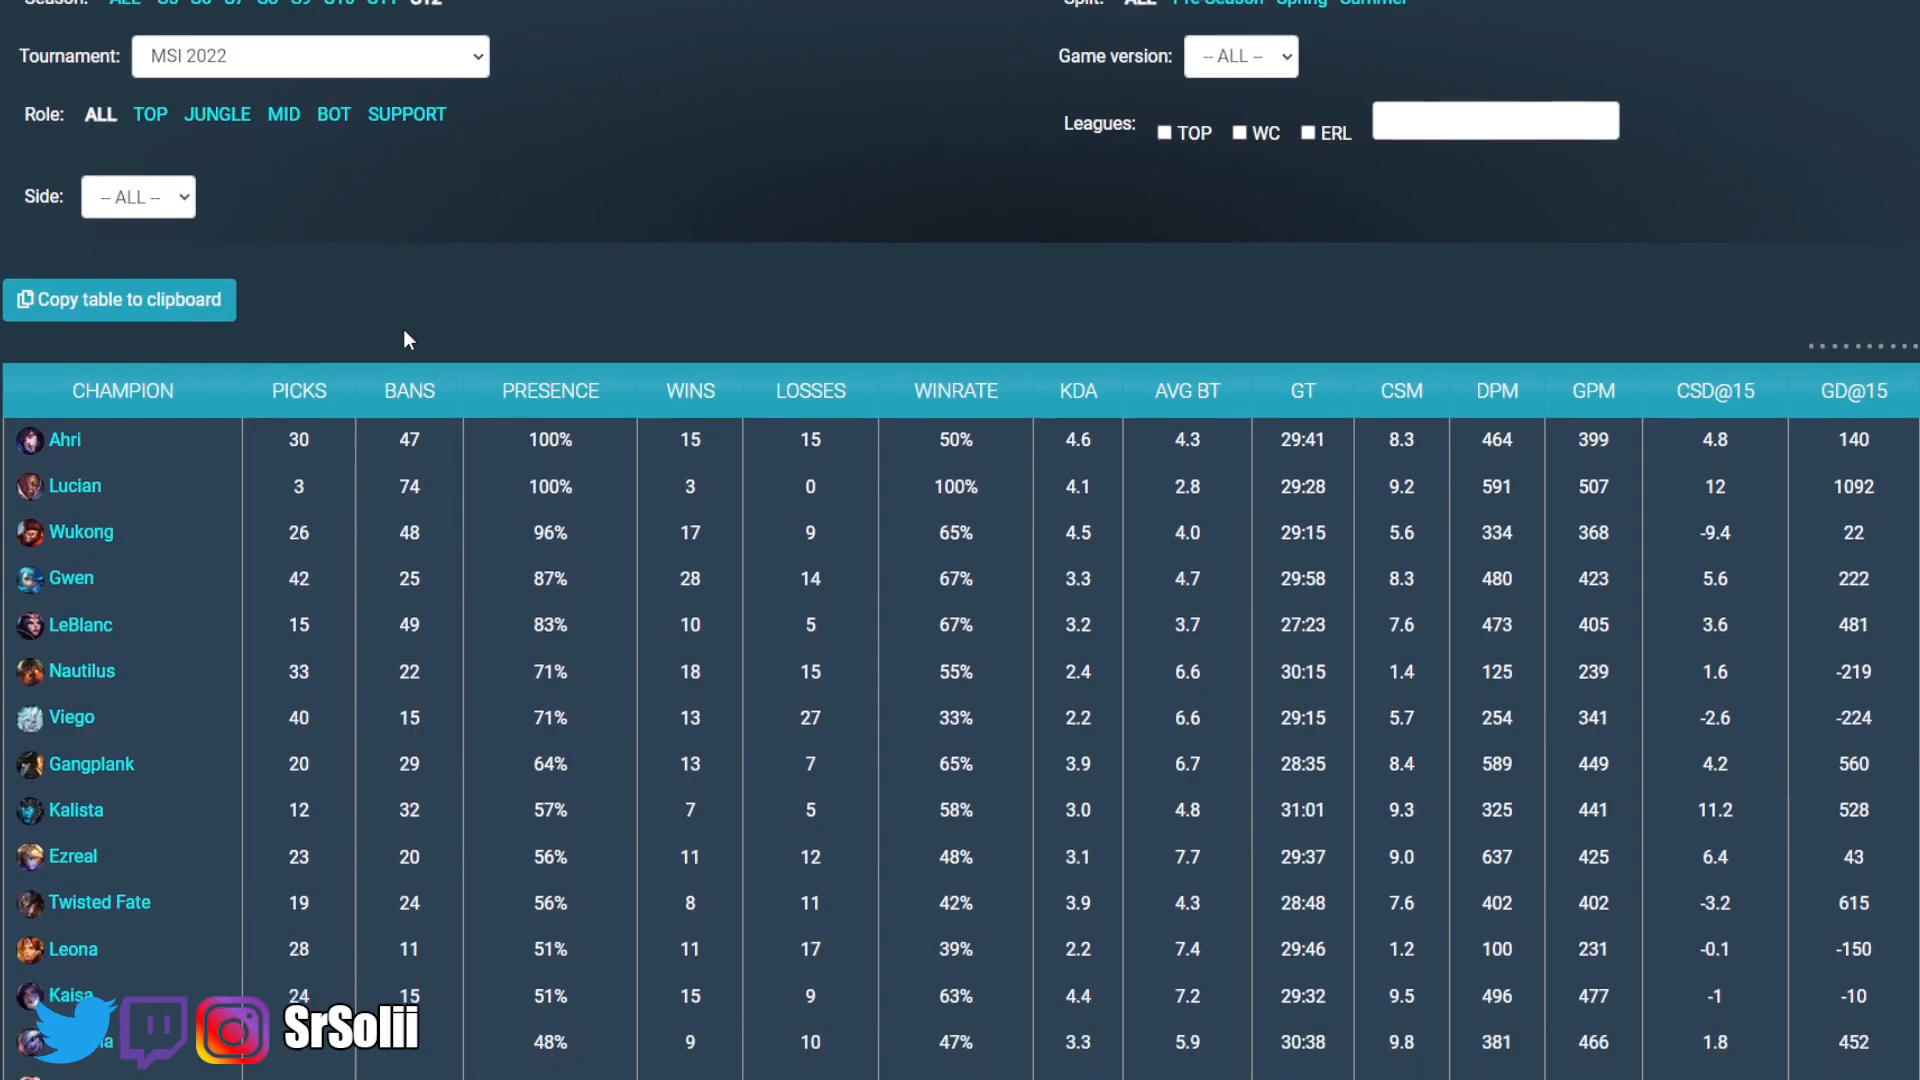 Season: ALL S3 S6 S7 S8 S9 S10 S11 S12 Split: ALL Pre-Season Spring Summer
Tournament: MSI 2022 Game version: -- ALL --
Role: ALL TOP JUNGLE MID BOT SUPPORT
Leagues: TOP WC ERL
Side: -- ALL --
Copy table to clipboard
CHAMPION PICKS BANS PRESENCE WINS LOSSES WINRATE KDA AVG BT GT CSM DPM GPM CSD@15 GD@15
Ahri 30 47 100% 15 15 50% 4.6 4.3 29:41 8.3 464 399 4.8 140
Lucian 3 74 100% 3 0 100% 4.1 2.8 29:28 9.2 591 507 12 1092
Wukong 26 48 96% 17 9 65% 4.5 4.0 29:15 5.6 334 368 -9.4 22
Gwen 42 25 87% 28 14 67% 3.3 4.7 29:58 8.3 480 423 5.6 222
LeBlanc 15 49 83% 10 5 67% 3.2 3.7 27:23 7.6 473 405 3.6 481
Nautilus 33 22 71% 18 15 55% 2.4 6.6 30:15 1.4 125 239 1.6 -219
Viego 40 15 71% 13 27 33% 2.2 6.6 29:15 5.7 254 341 -2.6 -224
Gangplank 20 29 64% 13 7 65% 3.9 6.7 28:35 8.4 589 449 4.2 560
Kalista 12 32 57% 7 5 58% 3.0 4.8 31:01 9.3 325 441 11.2 528
Ezreal 23 20 56% 11 12 48% 3.1 7.7 29:37 9.0 637 425 6.4 43
Twisted Fate 19 24 56% 8 11 42% 3.9 4.3 28:48 7.6 402 402 -3.2 615
Leona 28 11 51% 11 17 39% 2.2 7.4 29:46 1.2 100 231 -0.1 -150
Kaisa 24 15 51% 15 9 63% 4.4 7.2 29:32 9.5 496 477 -1 -10
48% 9 10 47% 3.3 5.9 30:38 9.8 381 466 1.8 452
SrSolii